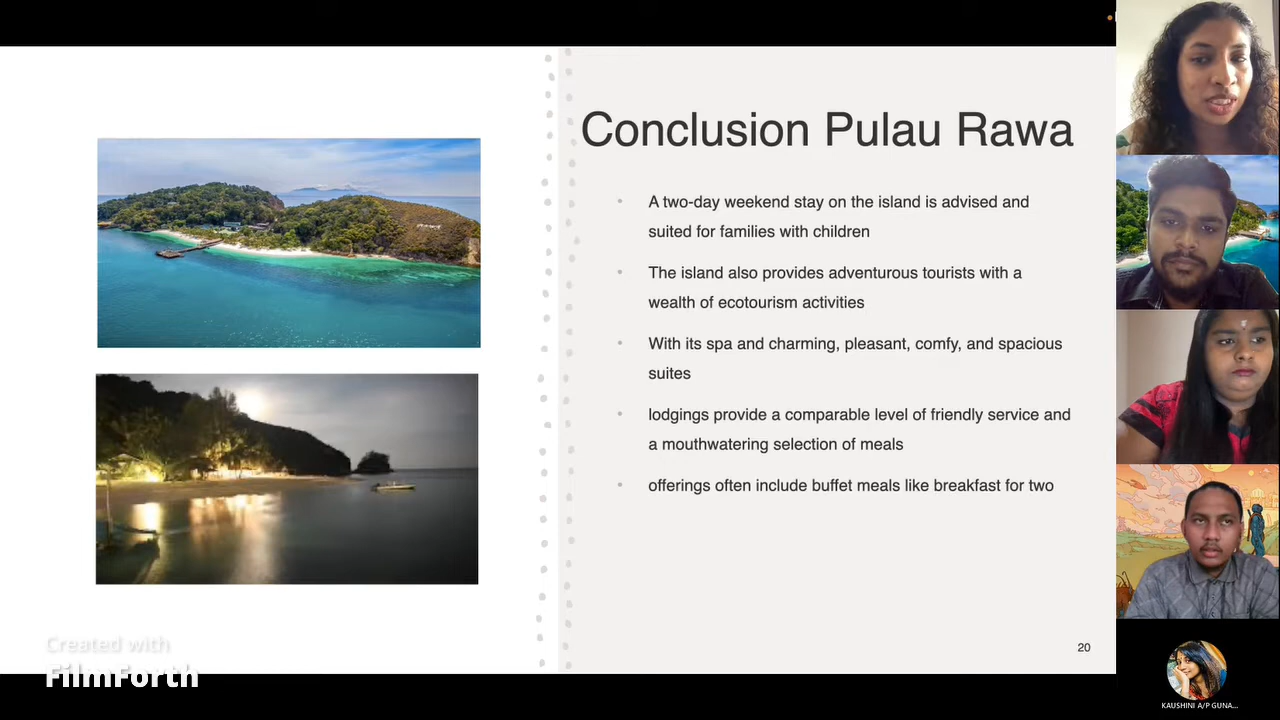 Conclusion Pulau Rawa
A two-day weekend stay on the island is advised and
suited for families with children
The island also provides adventurous tourists with a
wealth of ecotourism activities
With its spa and charming, pleasant, comfy, and spacious
suites
lodgings provide a comparable level of friendly service and
a mouthwatering selection of meals
offerings often include buffet meals like breakfast for two
20
Created with
FilmForth
KAUSHINI A/P GUNA...